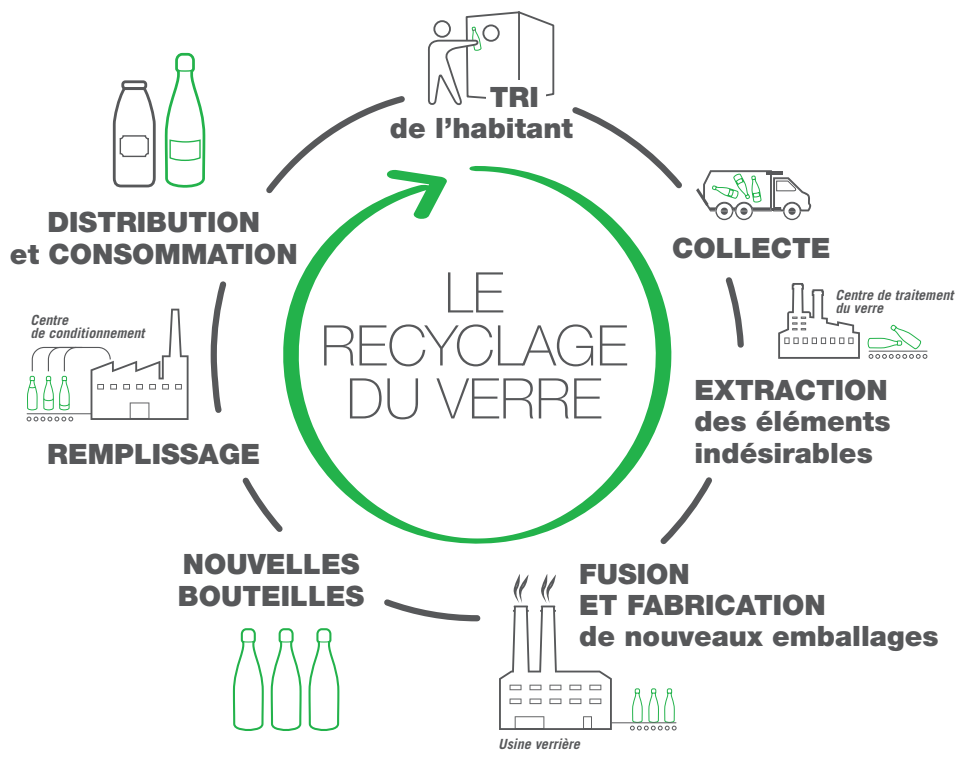 LE
RECYCLAGE
DU VERRE
TRI
de l'habitant
COLLECTE
Centre de traitement
du verre
EXTRACTION
des éléments
indésirables
FUSION
ET FABRICATION
de nouveaux emballages
Usine verrière
NOUVELLES
BOUTEILLES
Centre
de conditionnement
REMPLISSAGE
DISTRIBUTION
et CONSOMMATION